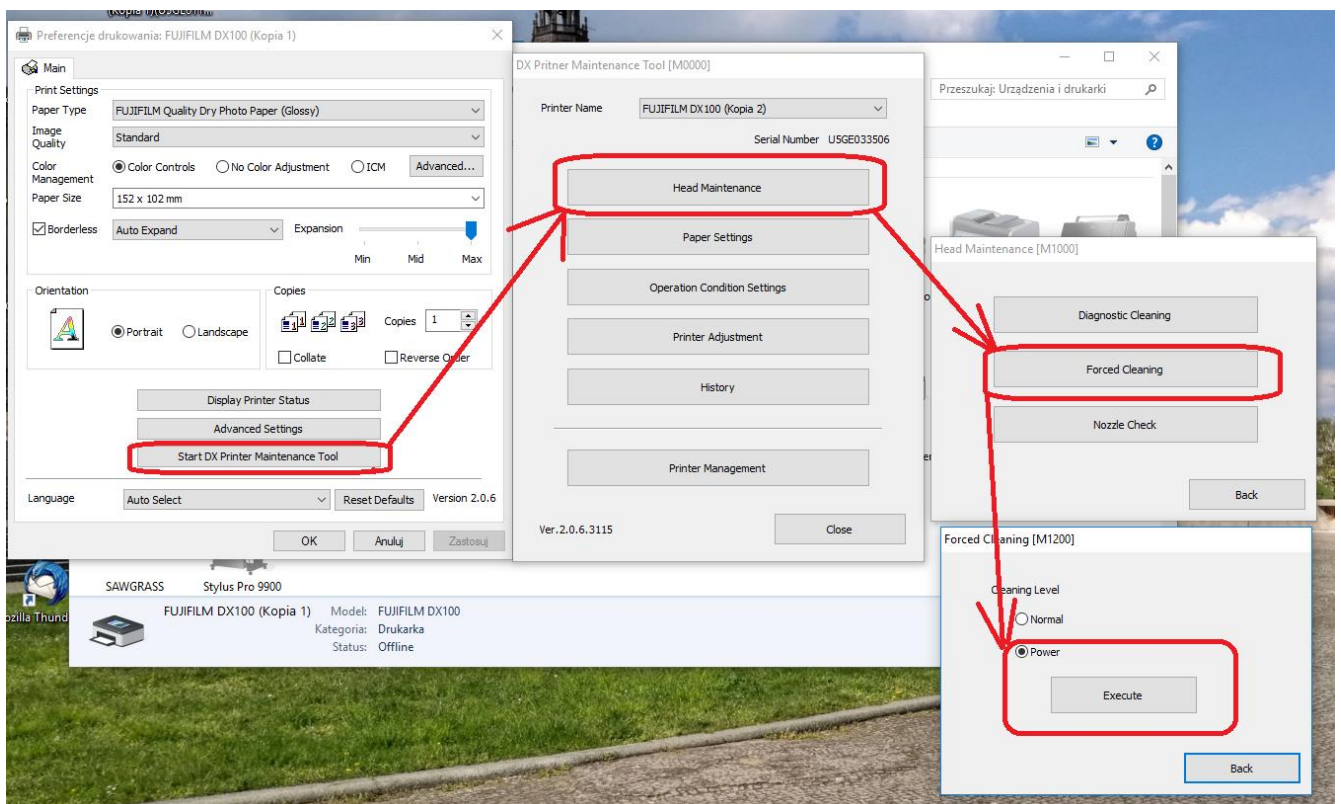 Preferencje drukowania: FUJIFILM DX100 (Kopia 1)
Main
Print Settings
Paper Type FUJIFILM Quality Dry Photo Paper (Glossy)
Image
Quality Standard
Color
Management Color Controls No Color Adjustment ICM Advanced...
Paper Size 152 x 102 mm
Borderless Auto Expand Expansion
Min Mid Max
Orientation Copies
Portrait Landscape Copies 1
Collate Reverse Order
Display Printer Status
Advanced Settings
Start DX Printer Maintenance Tool
Language Auto Select Reset Defaults Version 2.0.6
OK Anuluj Zastosuj
DX Pritner Maintenance Tool [M0000]
Printer Name FUJIFILM DX100 (Kopia 2)
Serial Number U5GE033506
Head Maintenance
Paper Settings
Operation Condition Settings
Printer Adjustment
History
Printer Management
Ver.2.0.6.3115 Close
Przeszukaj: Urządzenia i drukarki
Head Maintenance [M1000]
Diagnostic Cleaning
Forced Cleaning
Nozzle Check
Back
Forced Cleaning [M1200]
Cleaning Level
Normal
Power
Execute
Back
SAWGRASS Stylus Pro 9900
FUJIFILM DX100 (Kopia 1) Model: FUJIFILM DX100
Kategoria: Drukarka
Status: Offline
ozilla Thund